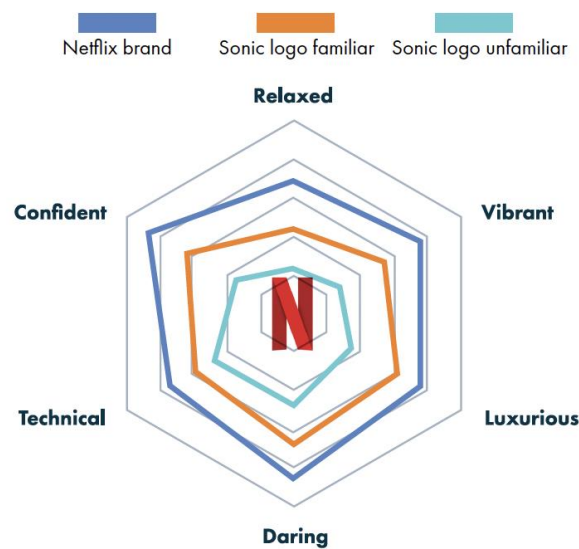 Netflix brand
Sonic logo familiar
Sonic logo unfamiliar
Relaxed
Confident
Vibrant
N
Technical
Luxurious
Daring